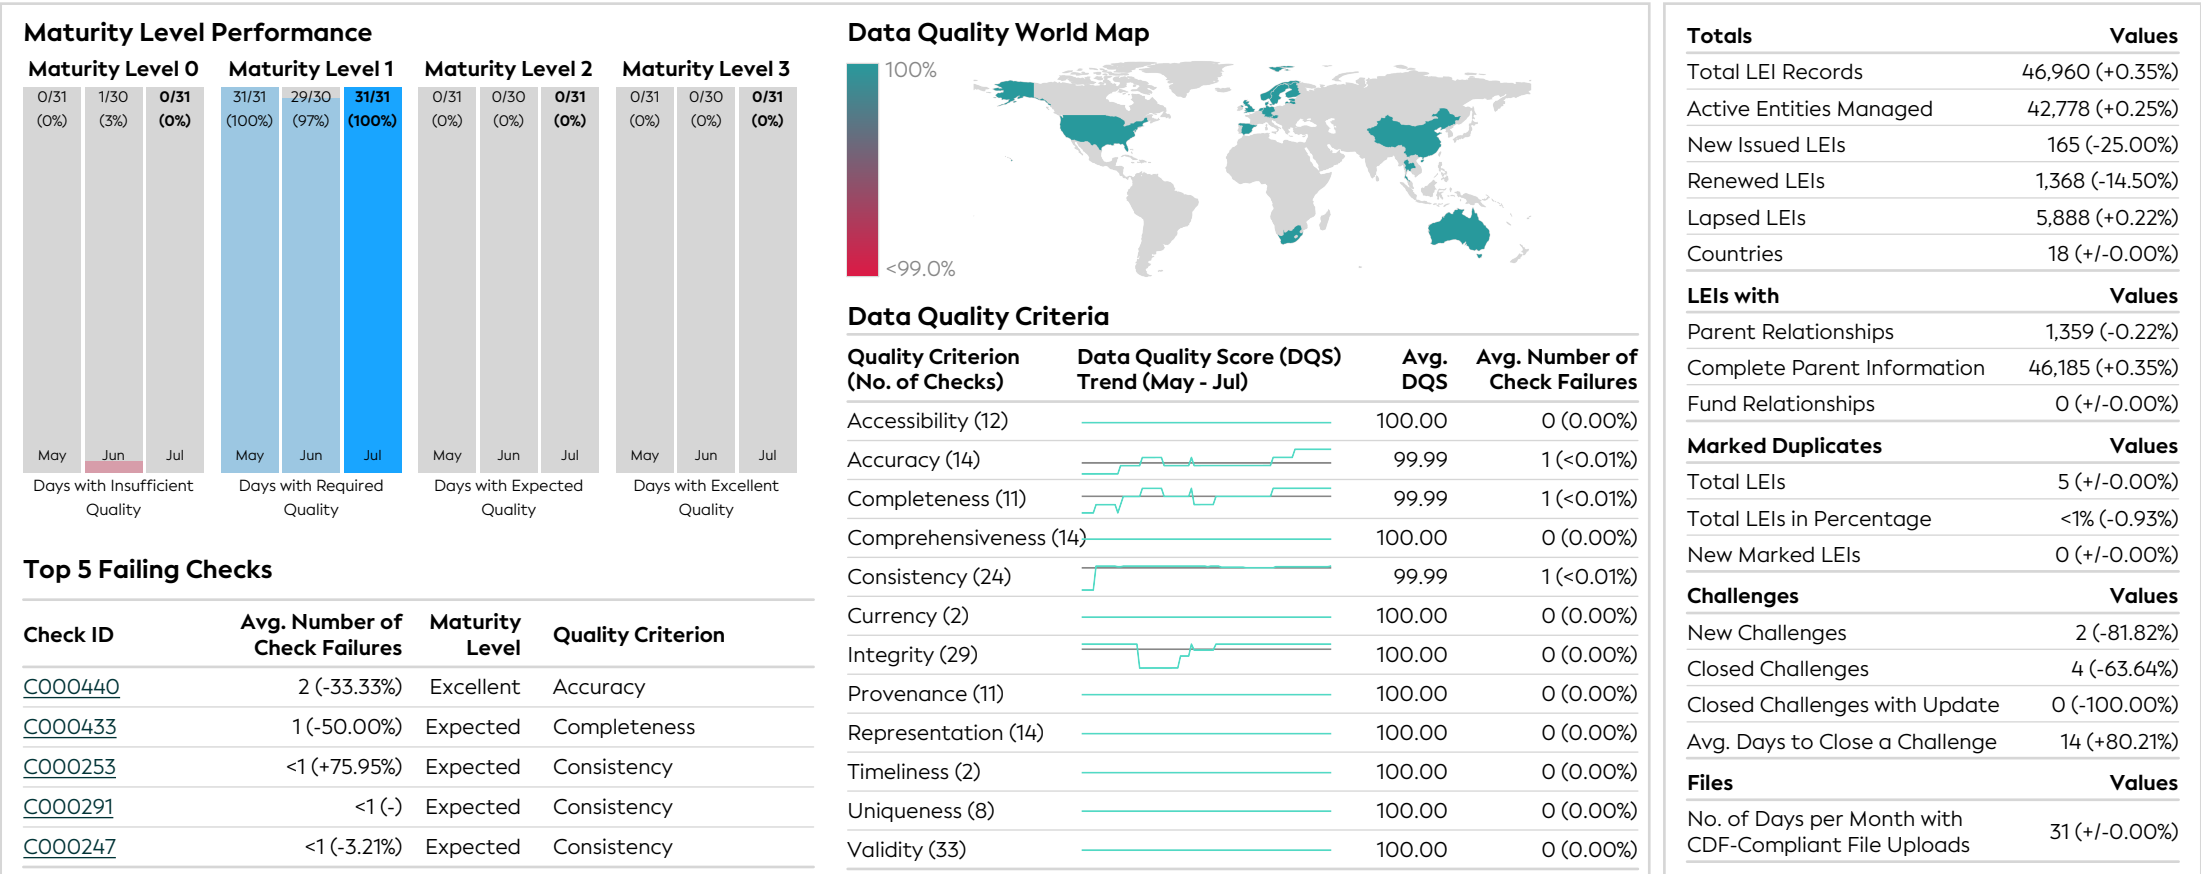 Maturity Level Performance
Maturity Level 0 Maturity Level 1 Maturity Level 2 Maturity Level 3
0/31 1/30 0/31 31/31 29/30 31/31 0/31 0/30 0/31 0/31 0/30 0/31
(0%) (3%) (0%) (100%) (97%) (100%) (0%) (0%) (0%) (0%) (0%) (0%)
May Jun Jul May Jun Jul May Jun Jul May Jun Jul
Days with Insufficient Quality
Days with Required Quality
Days with Expected Quality
Days with Excellent Quality
Top 5 Failing Checks
Check ID Avg. Number of Check Failures Maturity Level Quality Criterion
C000440 2 (-33.33%) Excellent Accuracy
C000433 1 (-50.00%) Expected Completeness
C000253 <1 (+75.95%) Expected Consistency
C000291 <1 (-) Expected Consistency
C000247 <1 (-3.21%) Expected Consistency
Data Quality World Map
100%
<99.0%
Data Quality Criteria
Quality Criterion (No. of Checks) Data Quality Score (DQS) Trend (May - Jul) Avg. DQS Avg. Number of Check Failures
Accessibility (12) 100.00 0 (0.00%)
Accuracy (14) 99.99 1 (<0.01%)
Completeness (11) 99.99 1 (<0.01%)
Comprehensiveness (14) 100.00 0 (0.00%)
Consistency (24) 99.99 1 (<0.01%)
Currency (2) 100.00 0 (0.00%)
Integrity (29) 100.00 0 (0.00%)
Provenance (11) 100.00 0 (0.00%)
Representation (14) 100.00 0 (0.00%)
Timeliness (2) 100.00 0 (0.00%)
Uniqueness (8) 100.00 0 (0.00%)
Validity (33) 100.00 0 (0.00%)
Totals Values
Total LEI Records 46,960 (+0.35%)
Active Entities Managed 42,778 (+0.25%)
New Issued LEIs 165 (-25.00%)
Renewed LEIs 1,368 (-14.50%)
Lapsed LEIs 5,888 (+0.22%)
Countries 18 (+/-0.00%)
LEIs with Values
Parent Relationships 1,359 (-0.22%)
Complete Parent Information 46,185 (+0.35%)
Fund Relationships 0 (+/-0.00%)
Marked Duplicates Values
Total LEIs 5 (+/-0.00%)
Total LEIs in Percentage <1% (-0.93%)
New Marked LEIs 0 (+/-0.00%)
Challenges Values
New Challenges 2 (-81.82%)
Closed Challenges 4 (-63.64%)
Closed Challenges with Update 0 (-100.00%)
Avg. Days to Close a Challenge 14 (+80.21%)
Files Values
No. of Days per Month with
CDF-Compliant File Uploads 31 (+/-0.00%)